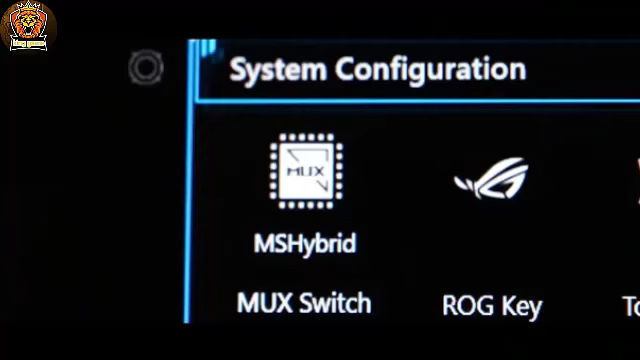 System Configuration
MUX
MSHybrid
MUX Switch
ROG Key